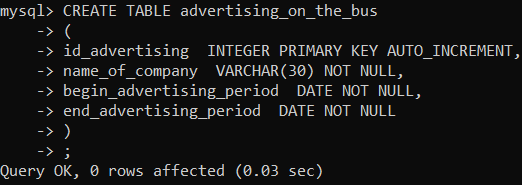 mysql> CREATE TABLE advertising_on_the_bus
    -> (
    -> id_advertising  INTEGER PRIMARY KEY AUTO_INCREMENT,
    -> name_of_company  VARCHAR(30) NOT NULL,
    -> begin_advertising_period  DATE NOT NULL,
    -> end_advertising_period  DATE NOT NULL
    -> )
    -> ;
Query OK, 0 rows affected (0.03 sec)